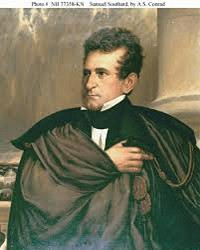 Photo # NH 77358-KN   Samuel Southard, by A.S. Conrad